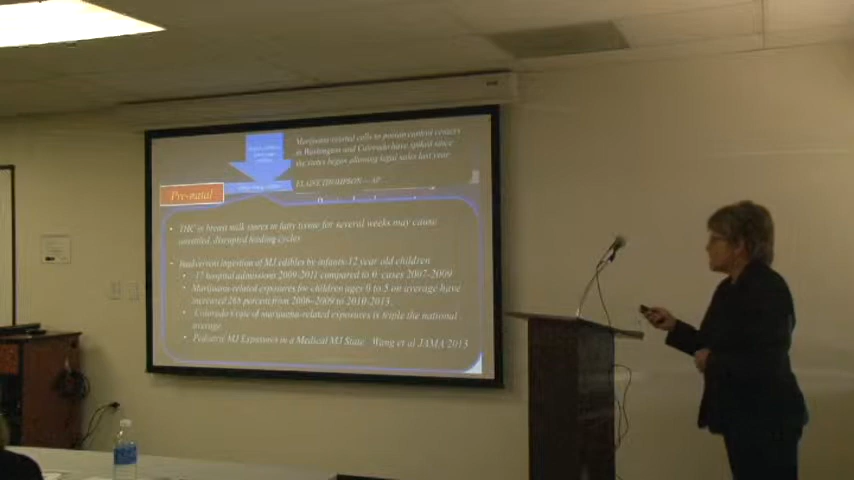 Marijuana-related calls to poison control centers
in Washington and Colorado have spiked since
the states began allowing legal sales last year
ELAINE THOMPSON — AP
Pre-natal
• THC in breast milk stores in fatty tissue for several weeks may cause
unsettled, disrupted feeding cycles
• Inadvertent ingestion of MJ edibles by infants-12 year old children
• 17 hospital admissions 2009-2011 compared to 0 cases 2007-2009
• Marijuana-related exposures for children ages 0 to 5 on average have
increased 268 percent from 2006-2009 to 2010-2013.
• Colorado's rate of marijuana-related exposures is triple the national
average.
• Pediatric MJ Exposures in a Medical MJ State Wang et al JAMA 2013